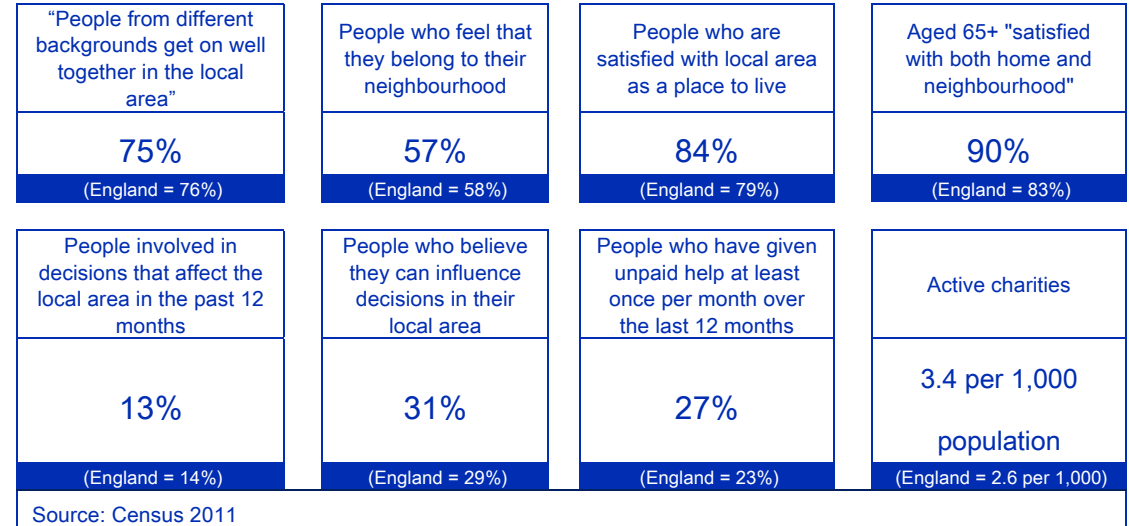 “People from different
backgrounds get on well
together in the local
area”
75%
(England = 76%)
People who feel that
they belong to their
neighbourhood
57%
(England = 58%)
People who are
satisfied with local area
as a place to live
84%
(England = 79%)
Aged 65+ "satisfied
with both home and
neighbourhood"
90%
(England = 83%)
People involved in
decisions that affect the
local area in the past 12
months
13%
(England = 14%)
People who believe
they can influence
decisions in their
local area
31%
(England = 29%)
People who have given
unpaid help at least
once per month over
the last 12 months
27%
(England = 23%)
Active charities
3.4 per 1,000
population
(England = 2.6 per 1,000)
Source: Census 2011